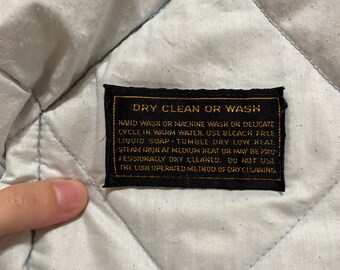 DRY CLEAN OR WASH
HAND WASH OR MACHINE WASH ON DELICATE
CYCLE IN WARM WATER. USE BLEACH FREE
LIQUID SOAP - TUMBLE DRY LOW HEAT.
STEAM IRON AT MEDIUM HEAT OR MAY BE PRO-
FESSIONALLY DRY CLEANED. DO NOT USE
THE COIN OPERATED METHOD OF DRY CLEANING.